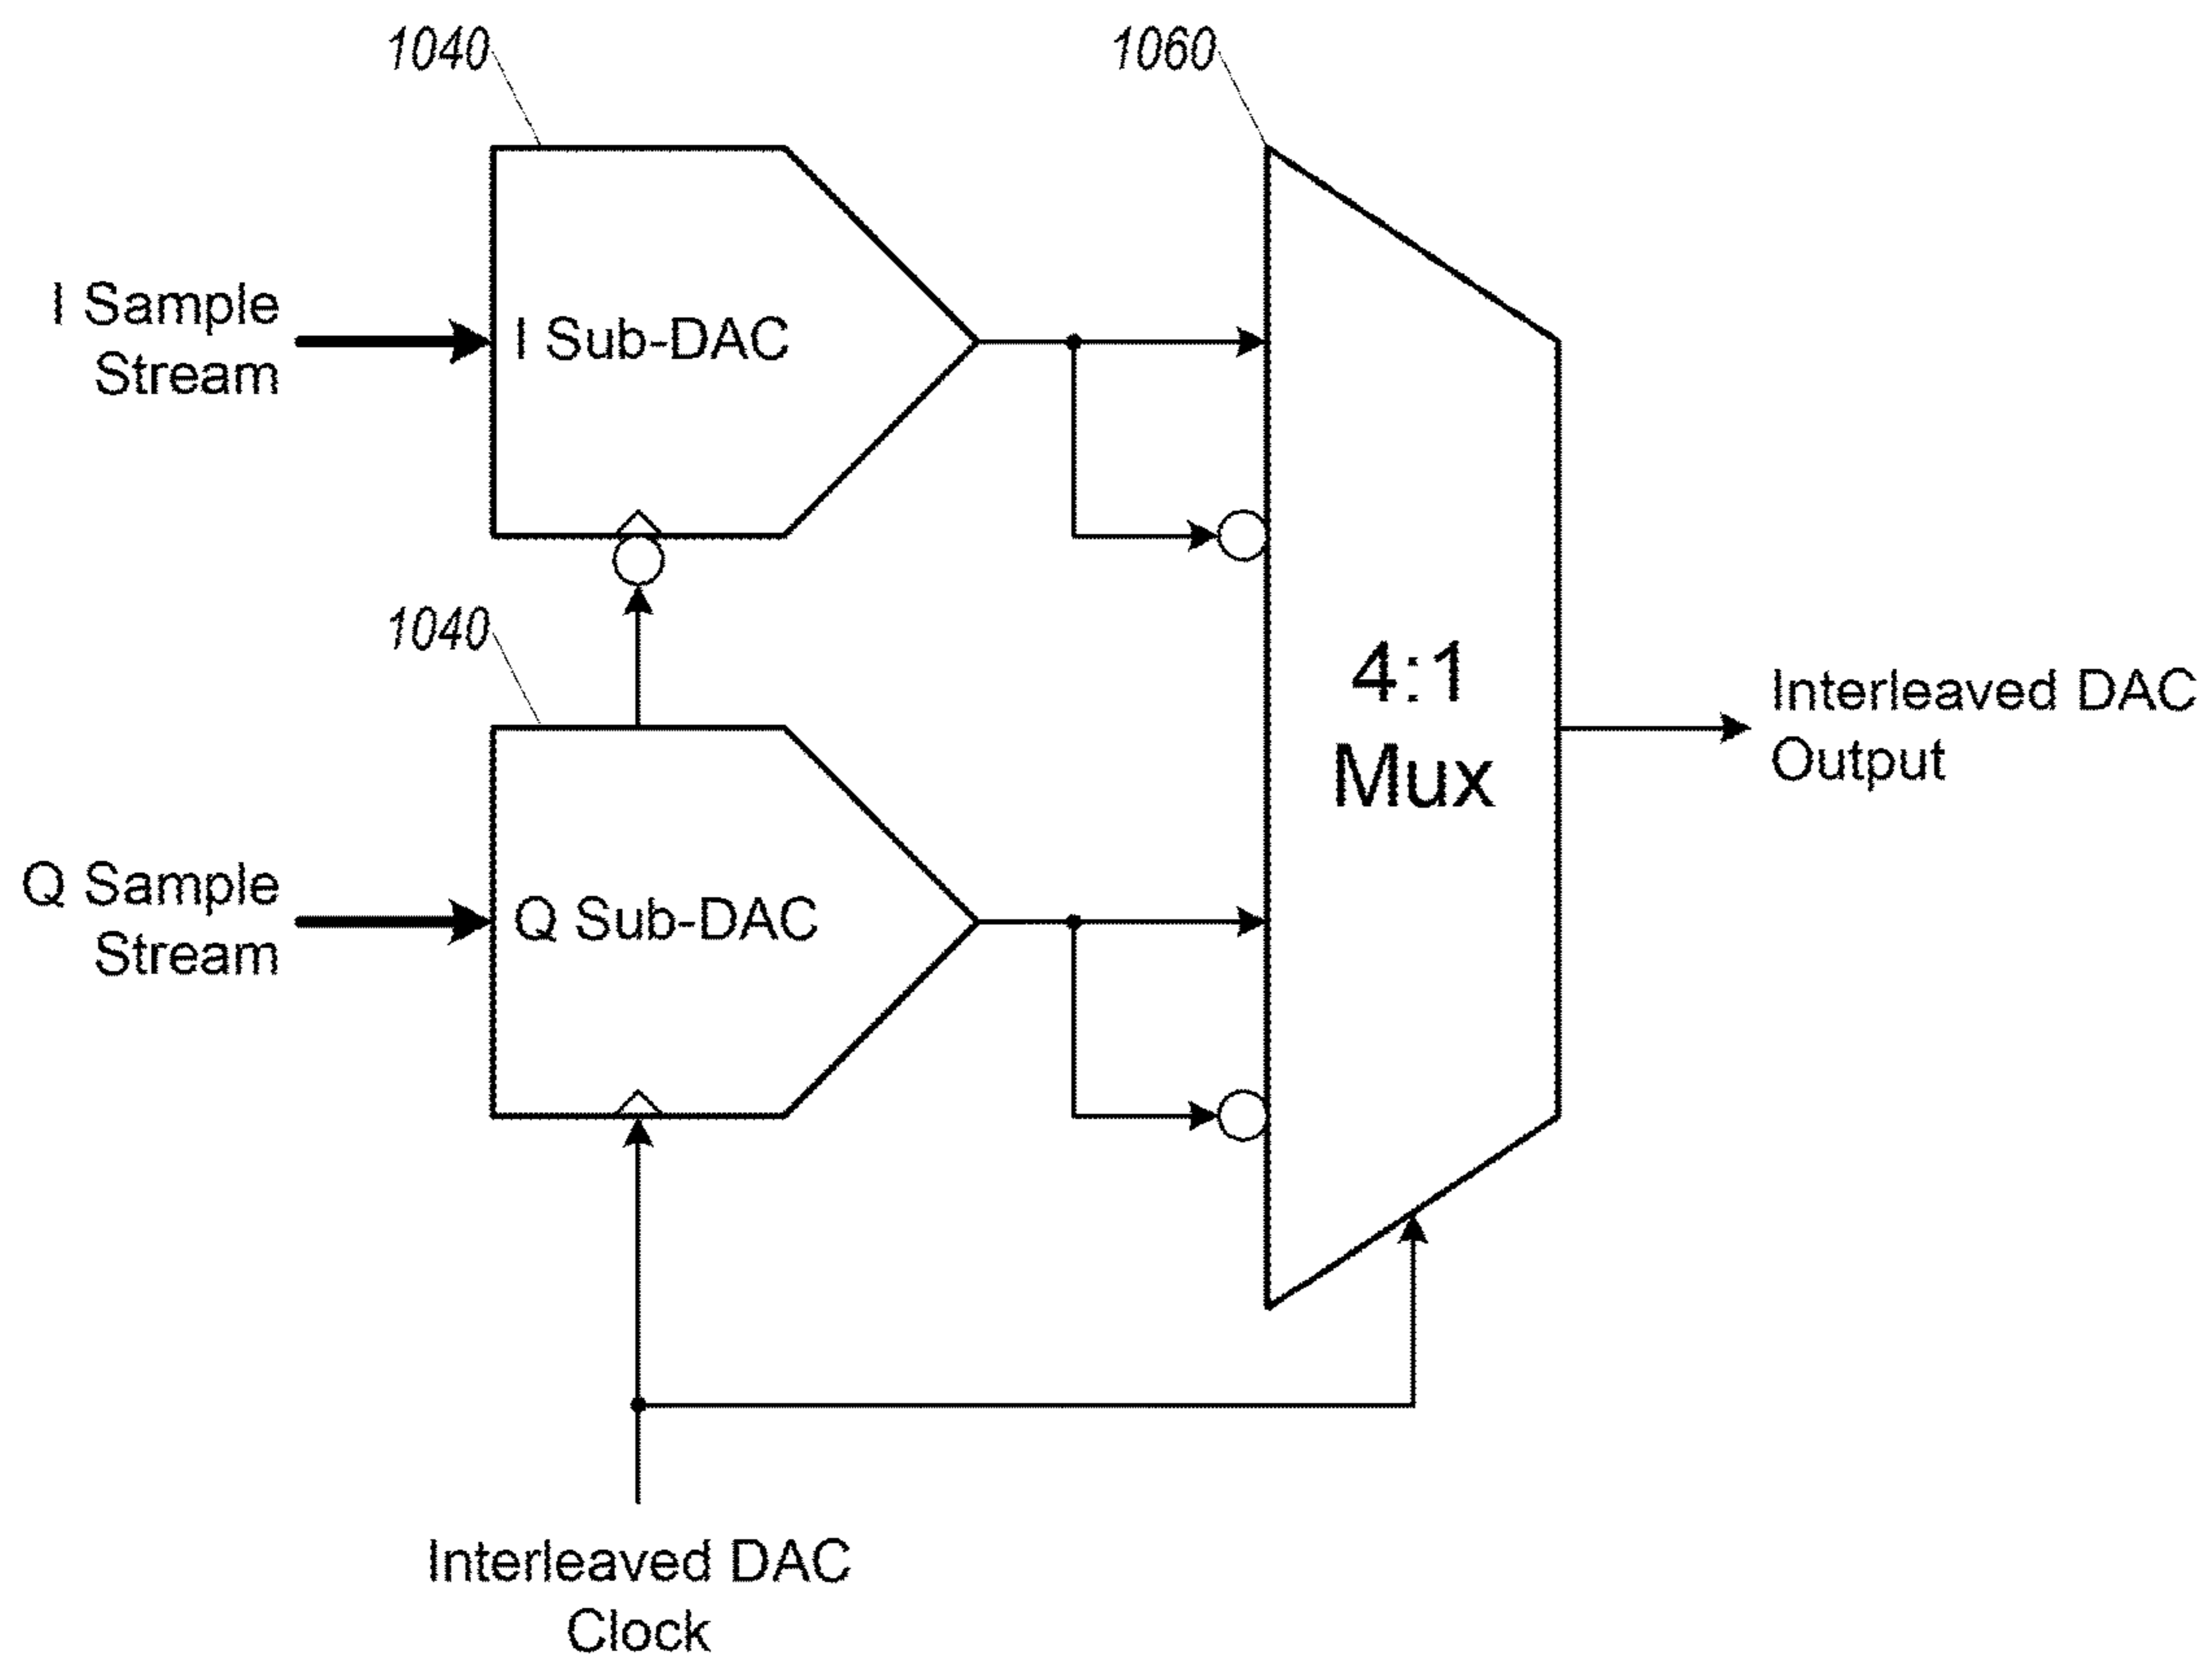 1040
1060
I Sample
Stream
I Sub-DAC
1040
4:1
Mux
Interleaved DAC
Output
Q Sample
Stream
Q Sub-DAC
Interleaved DAC
Clock